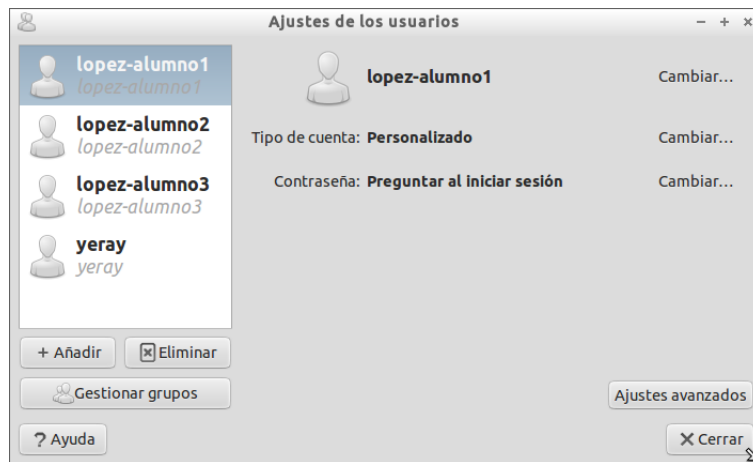 Ajustes de los usuarios
lopez-alumno1
lopez-alumno1
lopez-alumno2
lopez-alumno2
lopez-alumno3
lopez-alumno3
yeray
yeray
+ Añadir
Eliminar
Gestionar grupos
? Ayuda
lopez-alumno1 Cambiar...
Tipo de cuenta: Personalizado Cambiar...
Contraseña: Preguntar al iniciar sesión Cambiar...
Ajustes avanzados
Cerrar